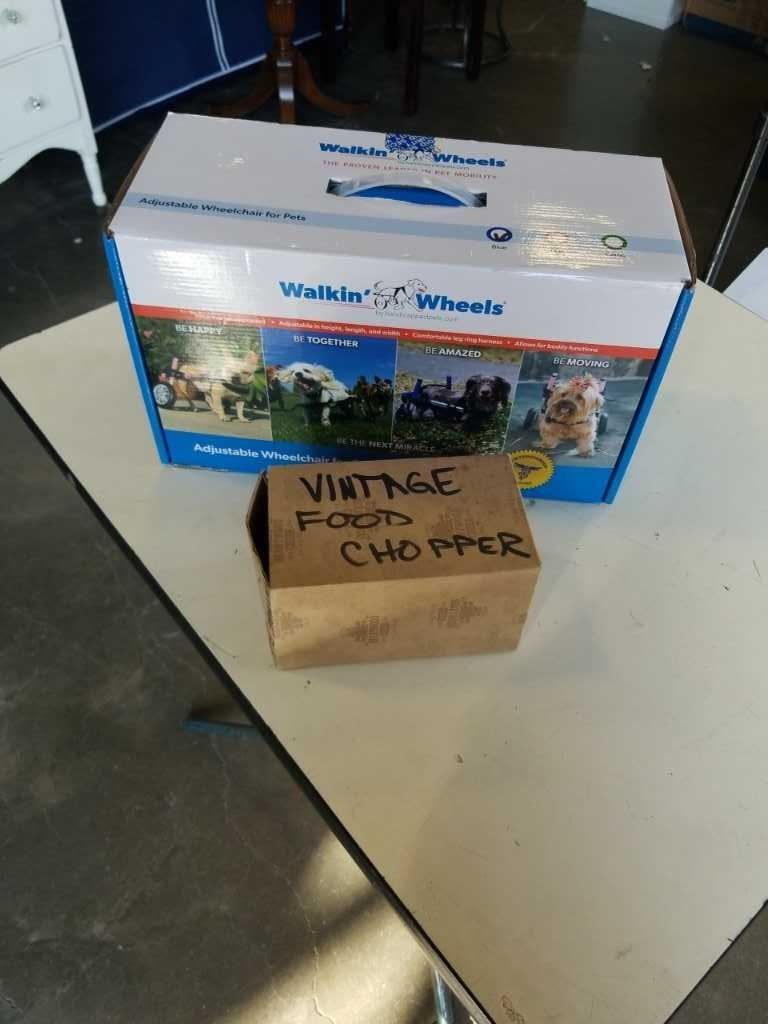 Walkin' Wheels
THE PROVEN LEADER IN PET MOBILITY
Adjustable Wheelchair for Pets
Blue
Walkin' Wheels®
by handicappedpets.com
• Adjustable in height, length, and width • Comfortable leg ring harness • Allows for bodily functions
BE HAPPY
BE TOGETHER
BE AMAZED
BE MOVING
BE THE NEXT MIRACLE
Adjustable Wheelchair
VINTAGE
FOOD
CHOPPER